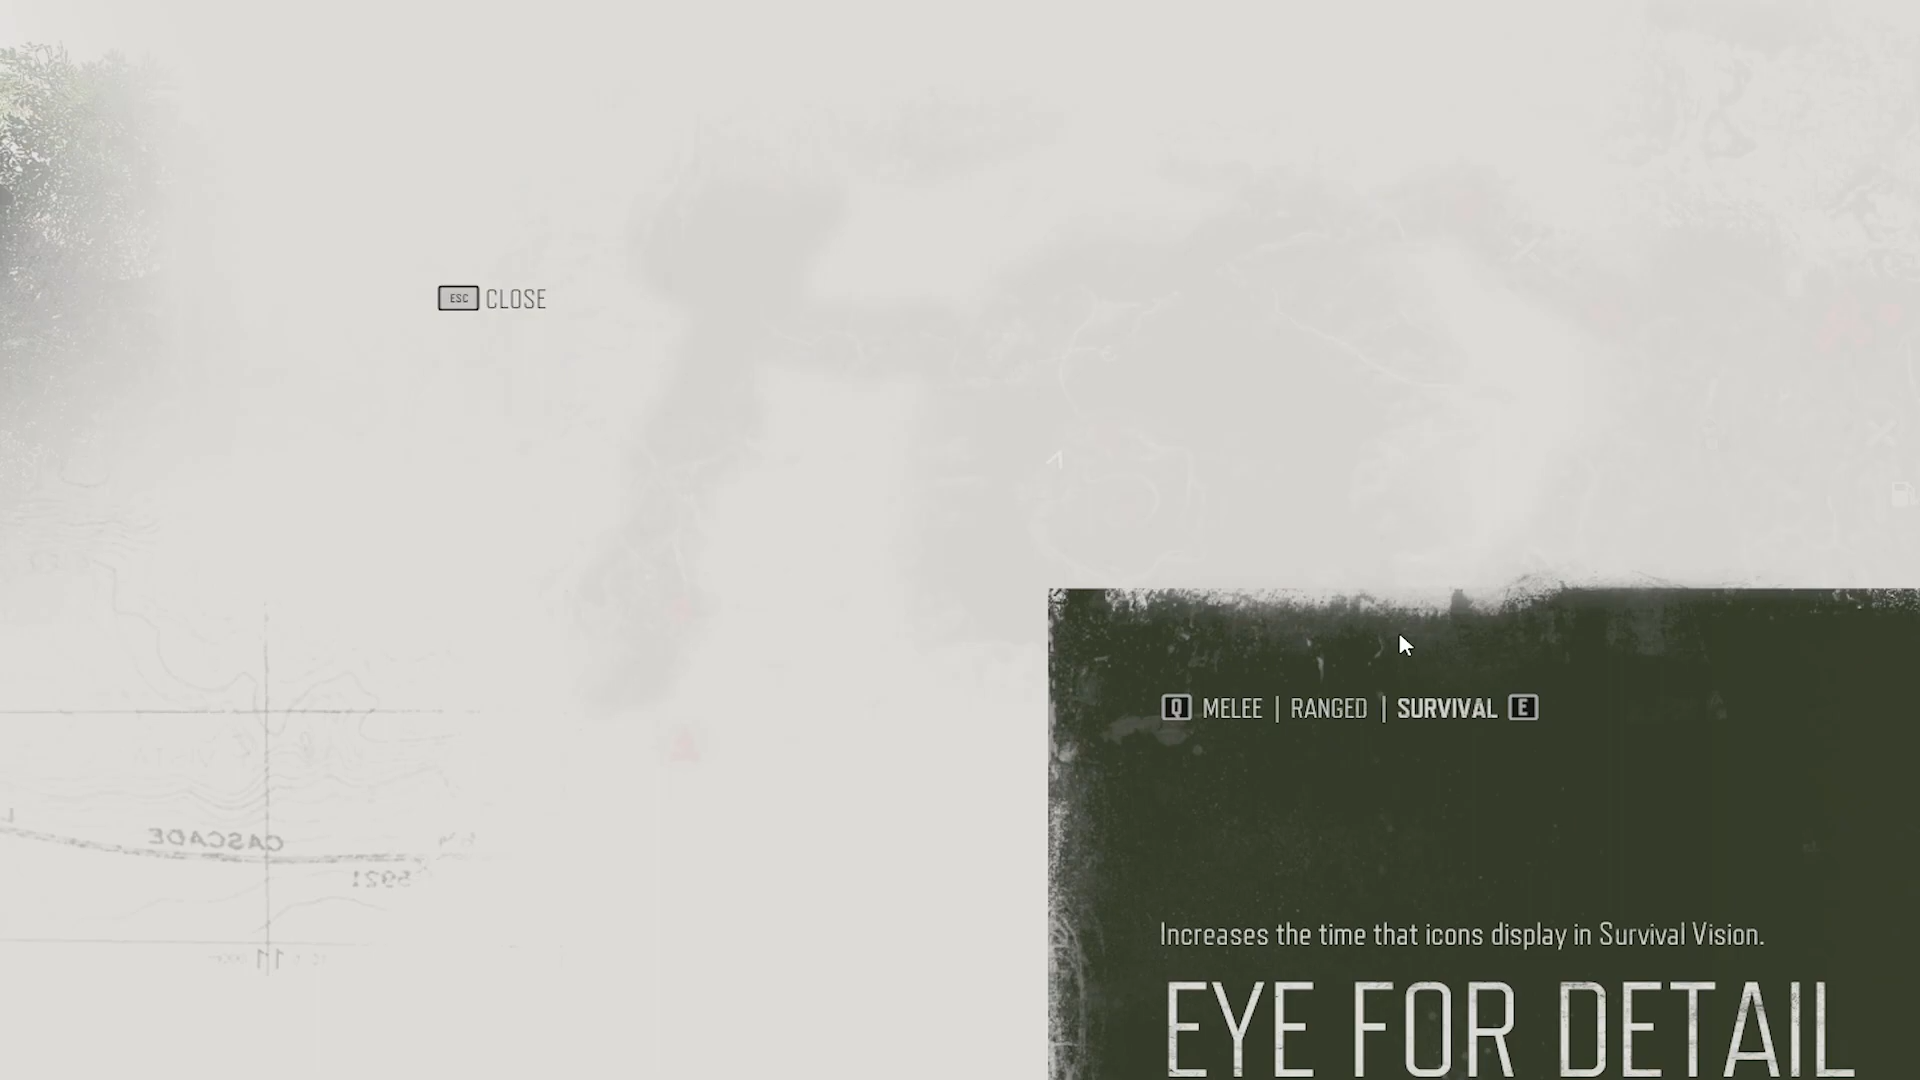 ESC CLOSE
Q MELEE | RANGED | SURVIVAL E
CASCADE
5921
11
Increases the time that icons display in Survival Vision.
EYE FOR DETAIL